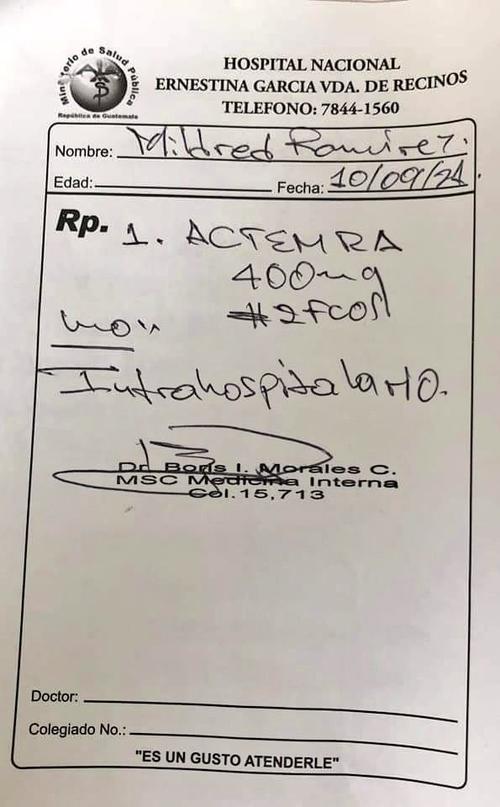 Ministerio de Salud Pública
República de Guatemala
HOSPITAL NACIONAL
ERNESTINA GARCIA VDA. DE RECINOS
TELEFONO: 7844-1560
Nombre: Mildred Ramirez.
Edad: Fecha: 10/09/21
Rp. 1. ACTEMRA
400mg
#2FCOS
uso:
Intrahospitalario.
Dr. Boris I. Morales C.
MSC Medicina Interna
Col.15,713
Doctor:
Colegiado No.:
"ES UN GUSTO ATENDERLE"